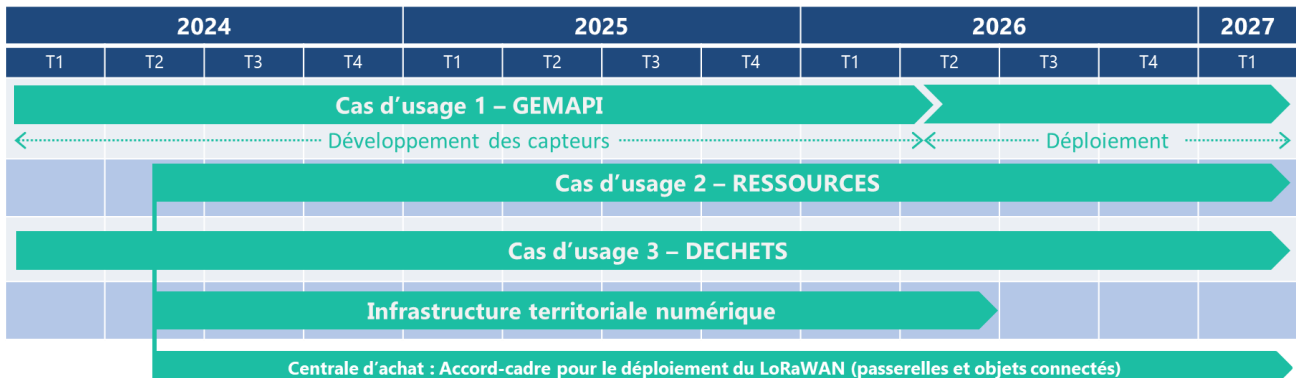 2024 2025 2026 2027
T1 T2 T3 T4 T1 T2 T3 T4 T1 T2 T3 T4 T1
Cas d'usage 1 – GEMAPI
Développement des capteurs Déploiement
Cas d'usage 2 – RESSOURCES
Cas d'usage 3 – DECHETS
Infrastructure territoriale numérique
Centrale d'achat : Accord-cadre pour le déploiement du LoRaWAN (passerelles et objets connectés)